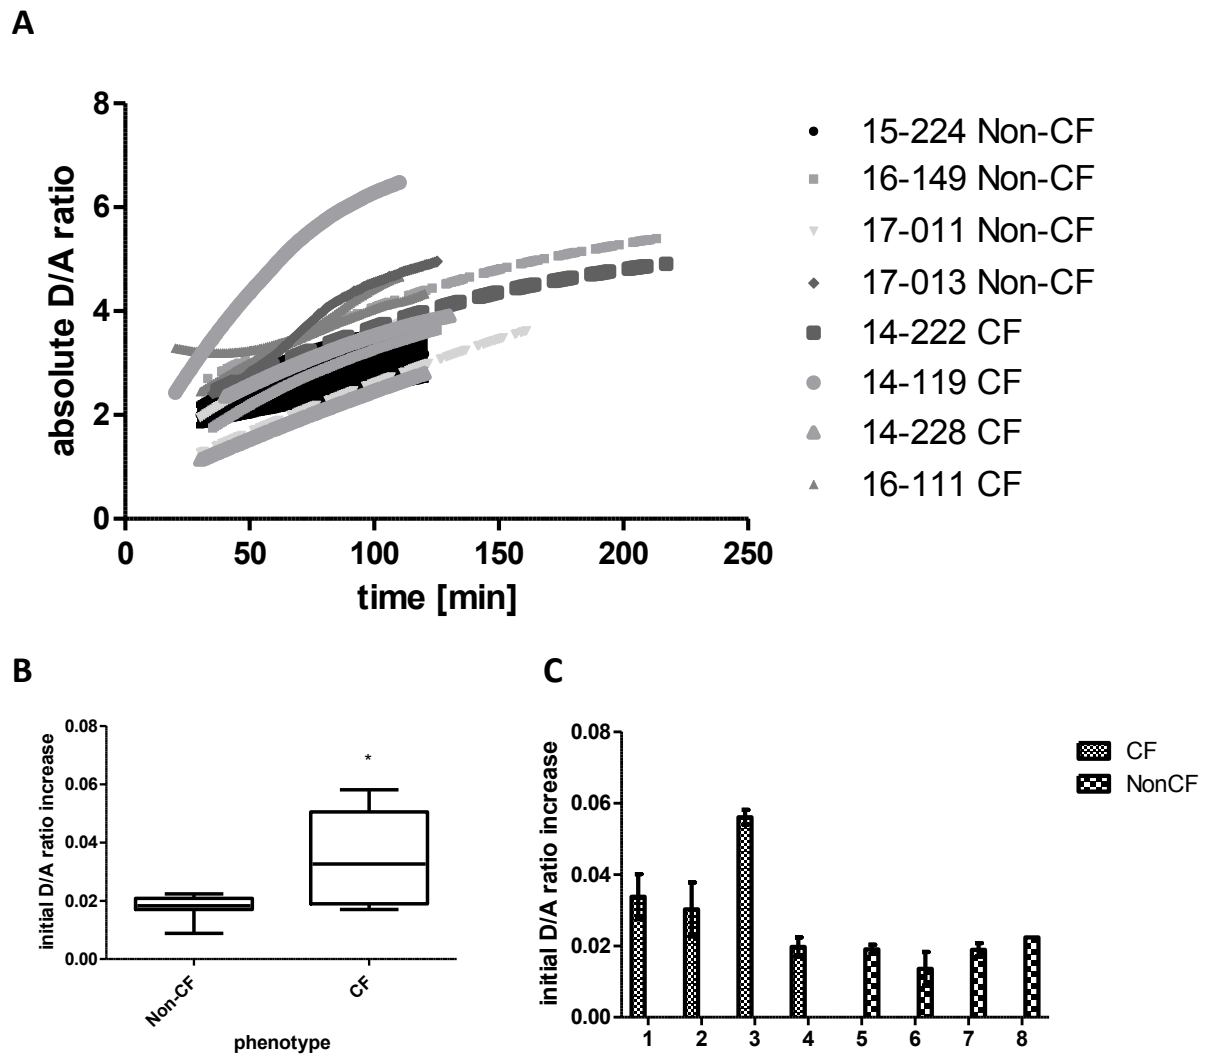 A
absolute D/A ratio
8
6
4
2
0
0 50 100 150 200 250
time [min]
15-224 Non-CF
16-149 Non-CF
17-011 Non-CF
17-013 Non-CF
14-222 CF
14-119 CF
14-228 CF
16-111 CF
B
initial D/A ratio increase
0.08
0.06
0.04
0.02
0.00
*
Non-CF CF
phenotype
C
initial D/A ratio increase
0.08
0.06
0.04
0.02
0.00
1 2 3 4 5 6 7 8
CF
NonCF